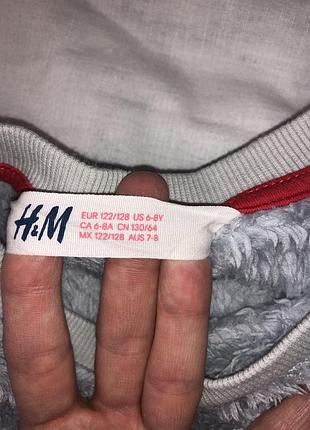 H&M
EUR 122/128 US 6-8Y
CA 6-8A CN 130/64
MX 122/128 AUS 7-8